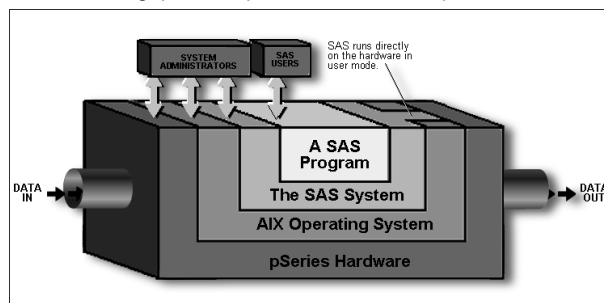 SYSTEM
ADMINISTRATORS
SAS
USERS
SAS runs directly
on the hardware in
user mode.
A SAS
Program
The SAS System
AIX Operating System
pSeries Hardware
DATA
IN
DATA
OUT